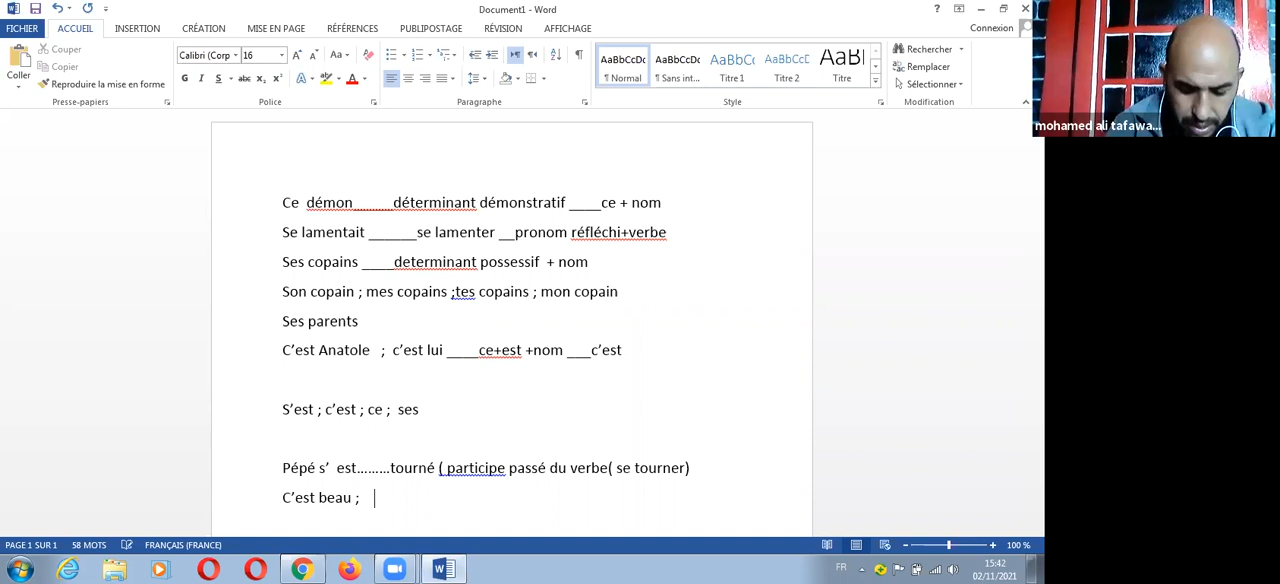 Document1 - Word
FICHIER ACCUEIL INSERTION CRÉATION MISE EN PAGE RÉFÉRENCES PUBLIPOSTAGE RÉVISION AFFICHAGE Connexion
Coller
Couper
Copier
Reproduire la mise en forme
Presse-papiers
Calibri (Corp 16
G I S abc x₂ x²
Police
Paragraphe
AaBbCcDc AaBbCcDc AaBbCc AaBbCcD AaBl
¶ Normal ¶ Sans int... Titre 1 Titre 2 Titre
Style
Rechercher
Remplacer
Sélectionner
Modification
mohamed ali tafawa...
Ce démon_____déterminant démonstratif ____ce + nom
Se lamentait ______se lamenter __pronom réfléchi+verbe
Ses copains ____determinant possessif + nom
Son copain ; mes copains ;tes copains ; mon copain
Ses parents
C’est Anatole ; c’est lui ____ce+est +nom ___c’est
S’est ; c’est ; ce ; ses
Pépé s’ est………tourné ( participe passé du verbe( se tourner)
C’est beau ;
PAGE 1 SUR 1 58 MOTS FRANÇAIS (FRANCE) 100 %
FR 15:42
02/11/2021